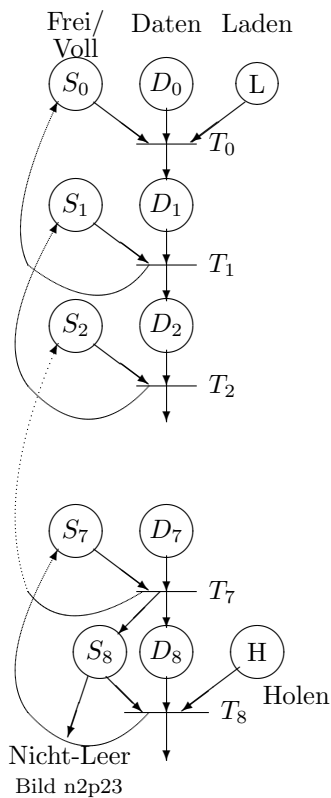 Frei/ Daten Laden
Voll
S₀ D₀ L
T₀
S₁ D₁
T₁
S₂ D₂
T₂
S₇ D₇
T₇
S₈ D₈ H
Holen
T₈
Nicht-Leer
Bild n2p23